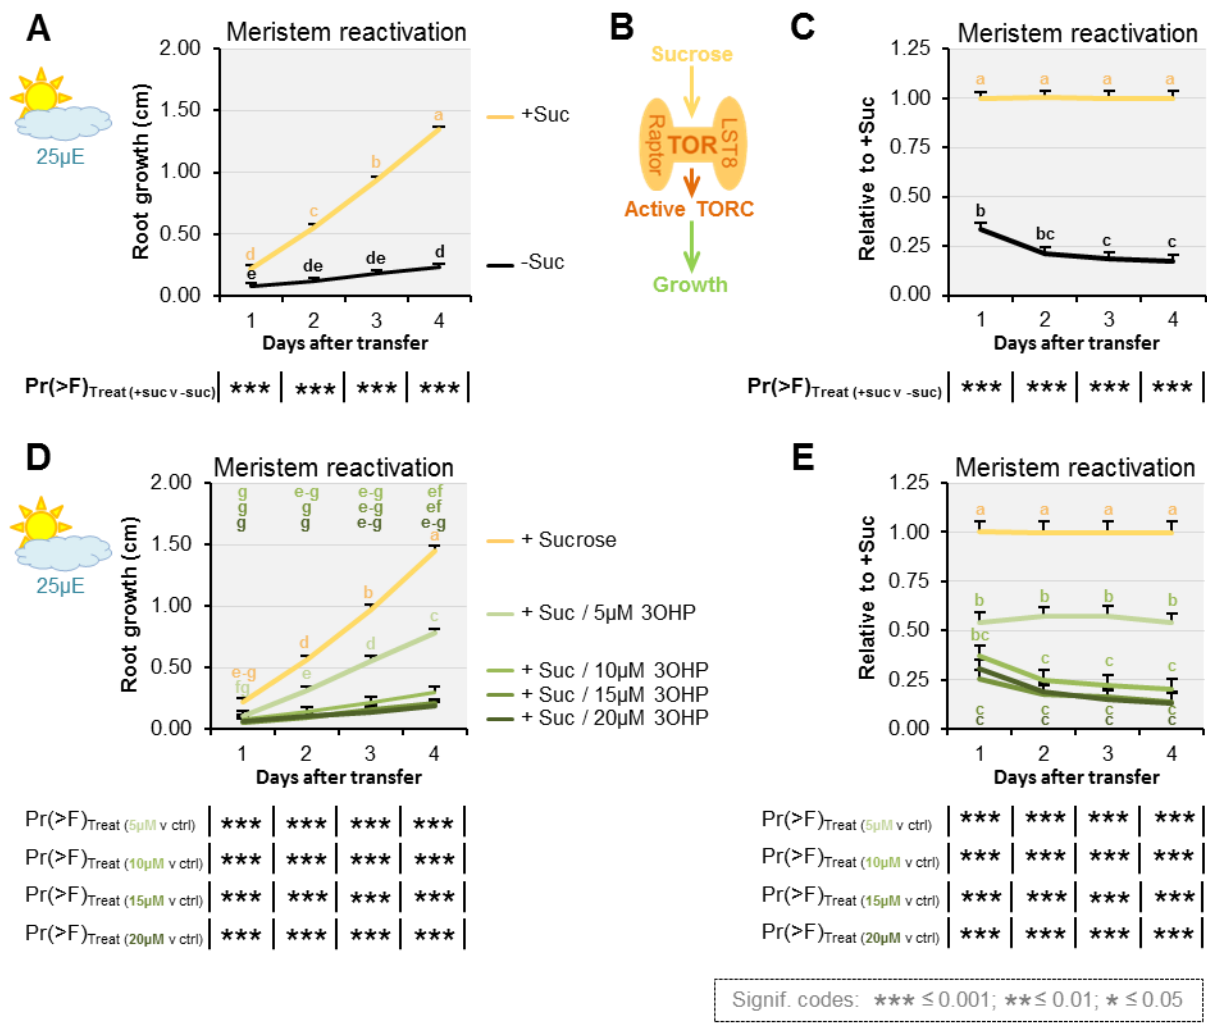 A
Meristem reactivation
2.00
1.50
1.00
0.50
0.00
Root growth (cm)
25µE
a
b
c
d
d
de
de
e
+Suc
-Suc
1 2 3 4
Days after transfer
Pr(>F)Treat (+suc v -suc) *** *** *** ***
B
Sucrose
Raptor
TOR
LST8
Active TORC
Growth
C
Meristem reactivation
1.25
1.00
0.75
0.50
0.25
0.00
Relative to +Suc
a a a a
b
bc
c
c
1 2 3 4
Days after transfer
Pr(>F)Treat (+suc v -suc) *** *** *** ***
D
Meristem reactivation
2.00
1.50
1.00
0.50
0.00
Root growth (cm)
25µE
g e-g e-g ef
g g e-g ef
g g e-g e-g
a
b
d
e-g
c
d
e
fg
+ Sucrose
+ Suc / 5µM 3OHP
+ Suc / 10µM 3OHP
+ Suc / 15µM 3OHP
+ Suc / 20µM 3OHP
1 2 3 4
Days after transfer
Pr(>F)Treat (5µM v ctrl) *** *** *** ***
Pr(>F)Treat (10µM v ctrl) *** *** *** ***
Pr(>F)Treat (15µM v ctrl) *** *** *** ***
Pr(>F)Treat (20µM v ctrl) *** *** *** ***
E
Meristem reactivation
1.25
1.00
0.75
0.50
0.25
0.00
Relative to +Suc
a a a a
b b b b
bc c c c
c c c c
c c c c
1 2 3 4
Days after transfer
Pr(>F)Treat (5µM v ctrl) *** *** *** ***
Pr(>F)Treat (10µM v ctrl) *** *** *** ***
Pr(>F)Treat (15µM v ctrl) *** *** *** ***
Pr(>F)Treat (20µM v ctrl) *** *** *** ***
Signif. codes: *** ≤ 0.001; ** ≤ 0.01; * ≤ 0.05